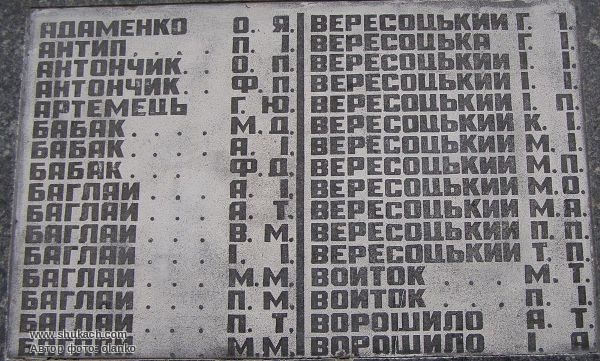 АДАМЕНКО О. Я.
АНТИП . . . . П. І.
АНТОНЧИК. О. П.
АНТОНЧИК. Ф. П.
АРТЕМЕЦЬ Г. Ю.
БАБАК . . . . М. Д.
БАБАК . . . . А. І.
БАБАК . . . . Ф. Д.
БАГЛАЙ . . . А. І.
БАГЛАЙ . . . А. Т.
БАГЛАЙ . . . В. М.
БАГЛАЙ . . . І. І.
БАГЛАЙ . . . М. М.
БАГЛАЙ . . . П. М.
БАГЛАЙ . . . П. Т.
М. М.
ВЕРЕСОЦЬКИЙ Г. І.
ВЕРЕСОЦЬКА Г. І.
ВЕРЕСОЦЬКИЙ І. І.
ВЕРЕСОЦЬКИЙ І. І.
ВЕРЕСОЦЬКИЙ І. П.
ВЕРЕСОЦЬКИЙ К. І.
ВЕРЕСОЦЬКИЙ М. І.
ВЕРЕСОЦЬКИЙ М. П.
ВЕРЕСОЦЬКИЙ М. О.
ВЕРЕСОЦЬКИЙ М. Я.
ВЕРЕСОЦЬКИЙ П. П.
ВЕРЕСОЦЬКИЙ Т. П.
ВОЙТОК . . . . М. Т.
ВОЙТОК . . . . П. І.
ВОРОШИЛО А. Т.
ВОРОШИЛО І. А.
www.shukach.com
Автор фото: olanko